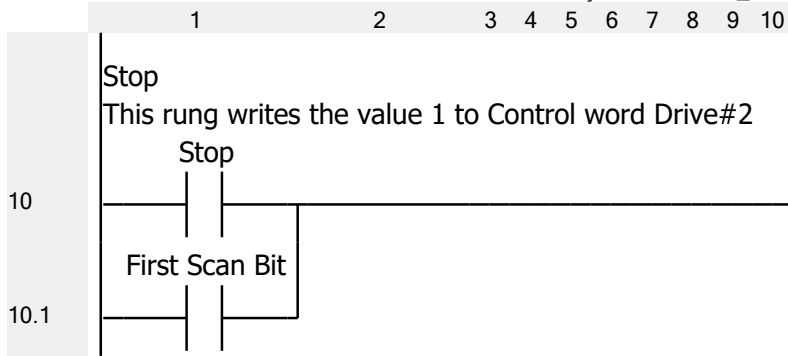 1 2 3 4 5 6 7 8 9 10
Stop
This rung writes the value 1 to Control word Drive#2
Stop
10
First Scan Bit
10.1